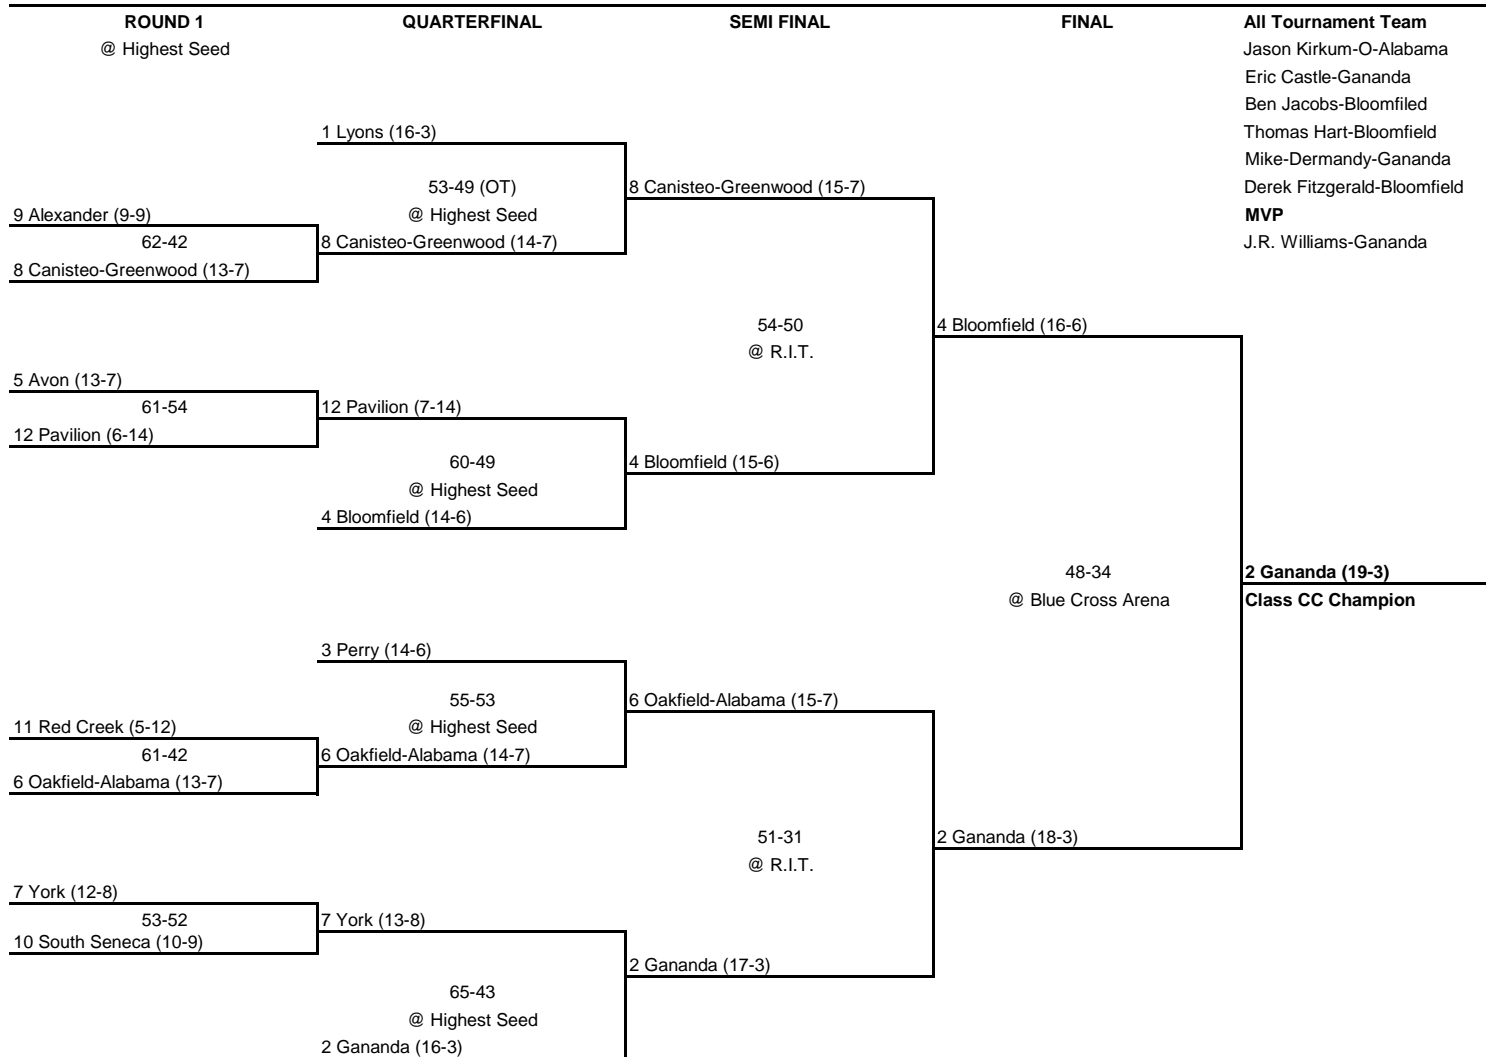 ROUND 1
QUARTERFINAL
SEMI FINAL
FINAL
All Tournament Team
@ Highest Seed
Jason Kirkum-O-Alabama
Eric Castle-Gananda
Ben Jacobs-Bloomfiled
Thomas Hart-Bloomfield
Mike-Dermandy-Gananda
Derek Fitzgerald-Bloomfield
MVP
J.R. Williams-Gananda
1 Lyons (16-3)
53-49 (OT)
@ Highest Seed
8 Canisteo-Greenwood (15-7)
9 Alexander (9-9)
62-42
8 Canisteo-Greenwood (14-7)
8 Canisteo-Greenwood (13-7)
54-50
@ R.I.T.
4 Bloomfield (16-6)
5 Avon (13-7)
61-54
12 Pavilion (7-14)
12 Pavilion (6-14)
60-49
@ Highest Seed
4 Bloomfield (15-6)
4 Bloomfield (14-6)
48-34
@ Blue Cross Arena
2 Gananda (19-3)
Class CC Champion
3 Perry (14-6)
55-53
@ Highest Seed
6 Oakfield-Alabama (15-7)
11 Red Creek (5-12)
61-42
6 Oakfield-Alabama (14-7)
6 Oakfield-Alabama (13-7)
51-31
@ R.I.T.
2 Gananda (18-3)
7 York (12-8)
53-52
7 York (13-8)
10 South Seneca (10-9)
2 Gananda (17-3)
65-43
@ Highest Seed
2 Gananda (16-3)